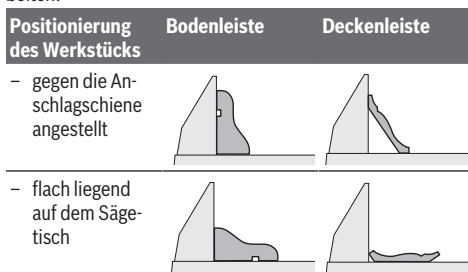 Positionierung des Werkstücks
Bodenleiste
Deckenleiste
– gegen die An-
schlagschiene
angestellt
– flach liegend
auf dem Säge-
tisch